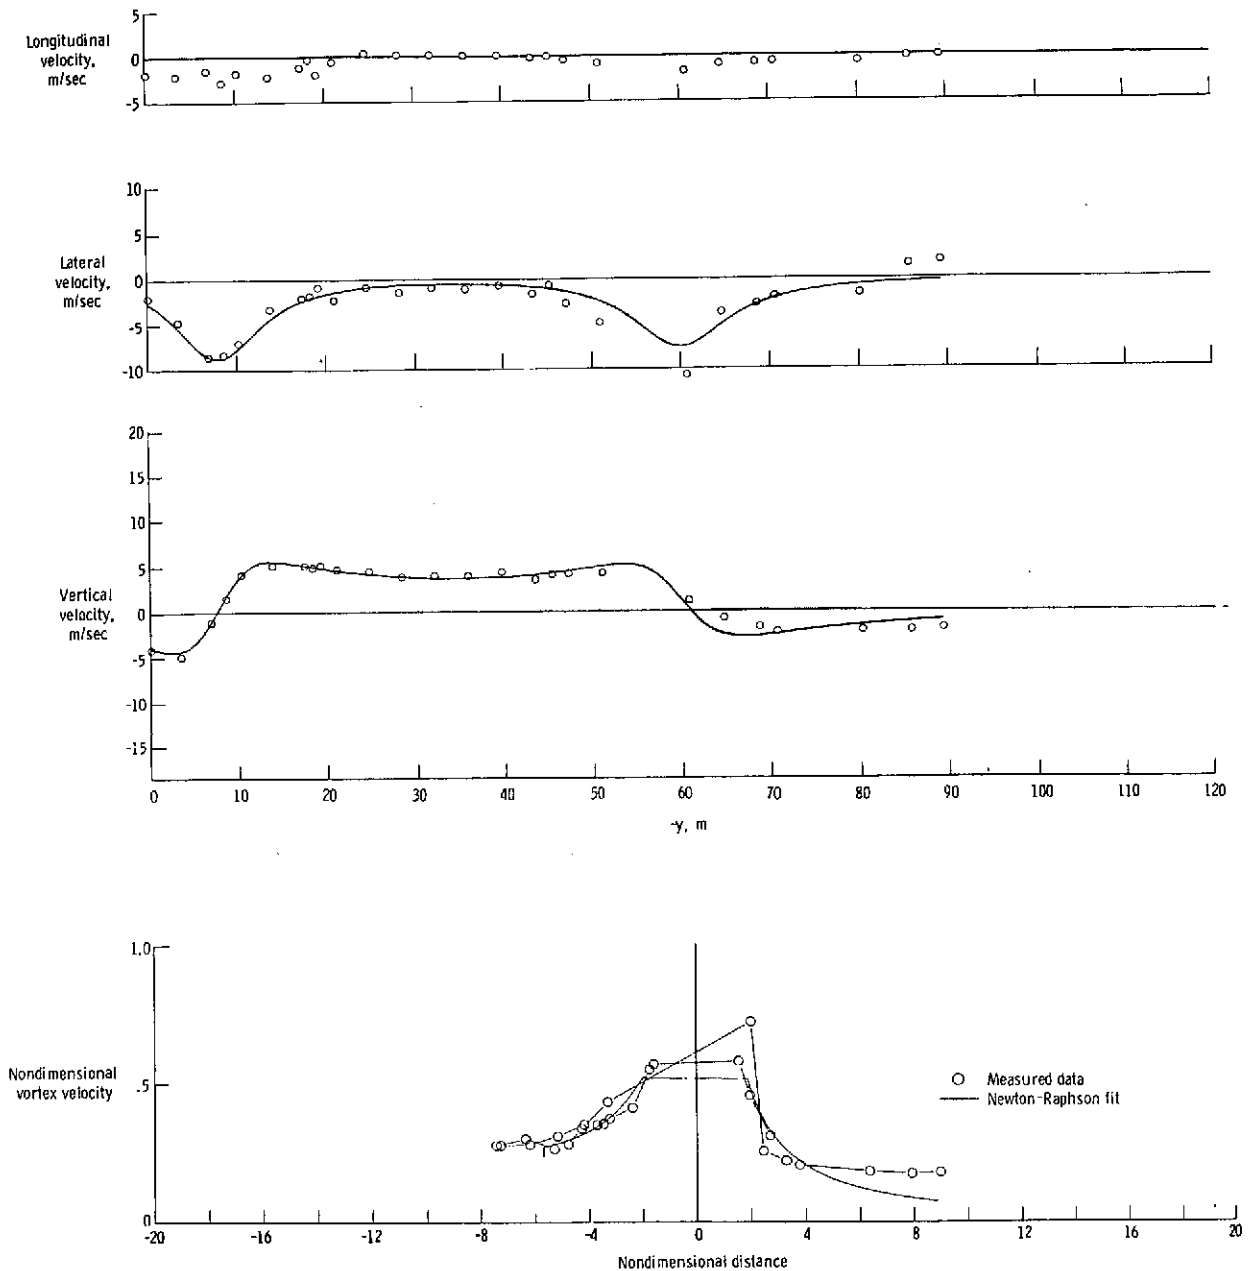 5
Longitudinal
velocity,
m/sec
0
-5
10
5
Lateral
velocity,
m/sec
0
-5
-10
20
15
10
5
Vertical
velocity,
m/sec
0
-5
-10
-15
0 10 20 30 40 50 60 70 80 90 100 110 120
-y, m
1.0
Nondimensional
vortex velocity
.5
0
Measured data
Newton-Raphson fit
-20 -16 -12 -8 -4 0 4 8 12 16 20
Nondimensional distance